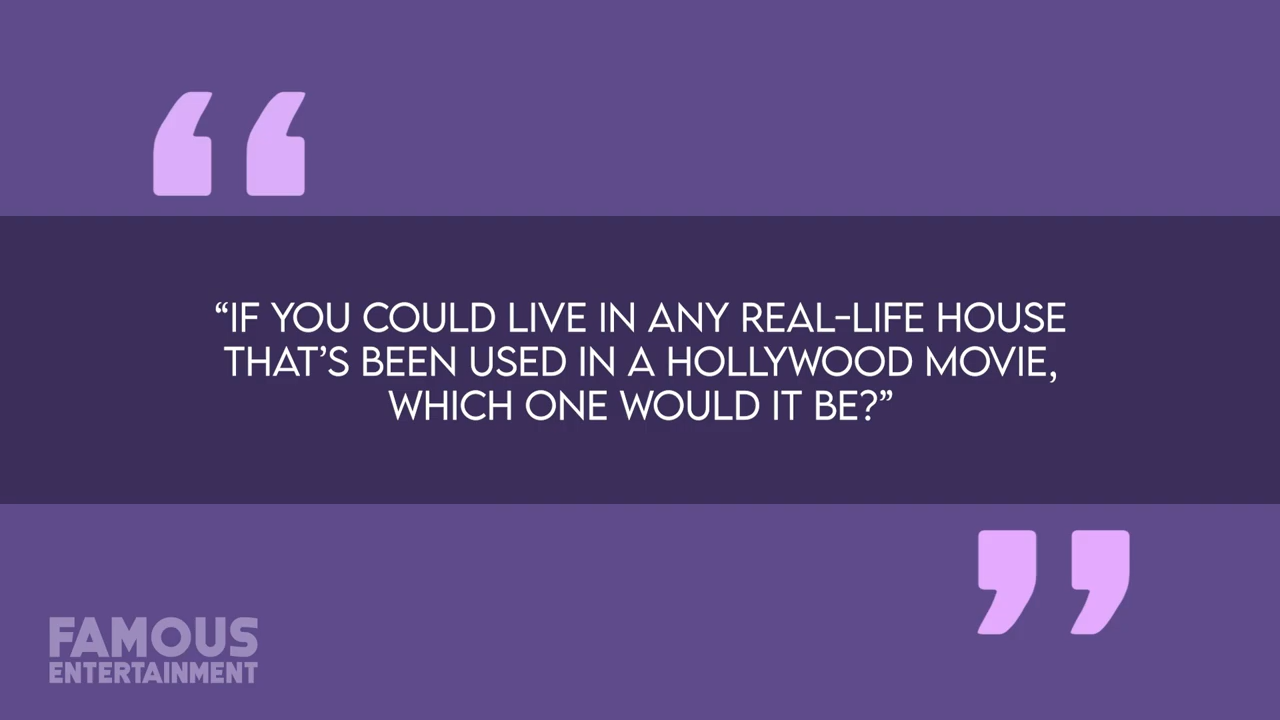 “IF YOU COULD LIVE IN ANY REAL-LIFE HOUSE
THAT’S BEEN USED IN A HOLLYWOOD MOVIE,
WHICH ONE WOULD IT BE?”
FAMOUS
ENTERTAINMENT